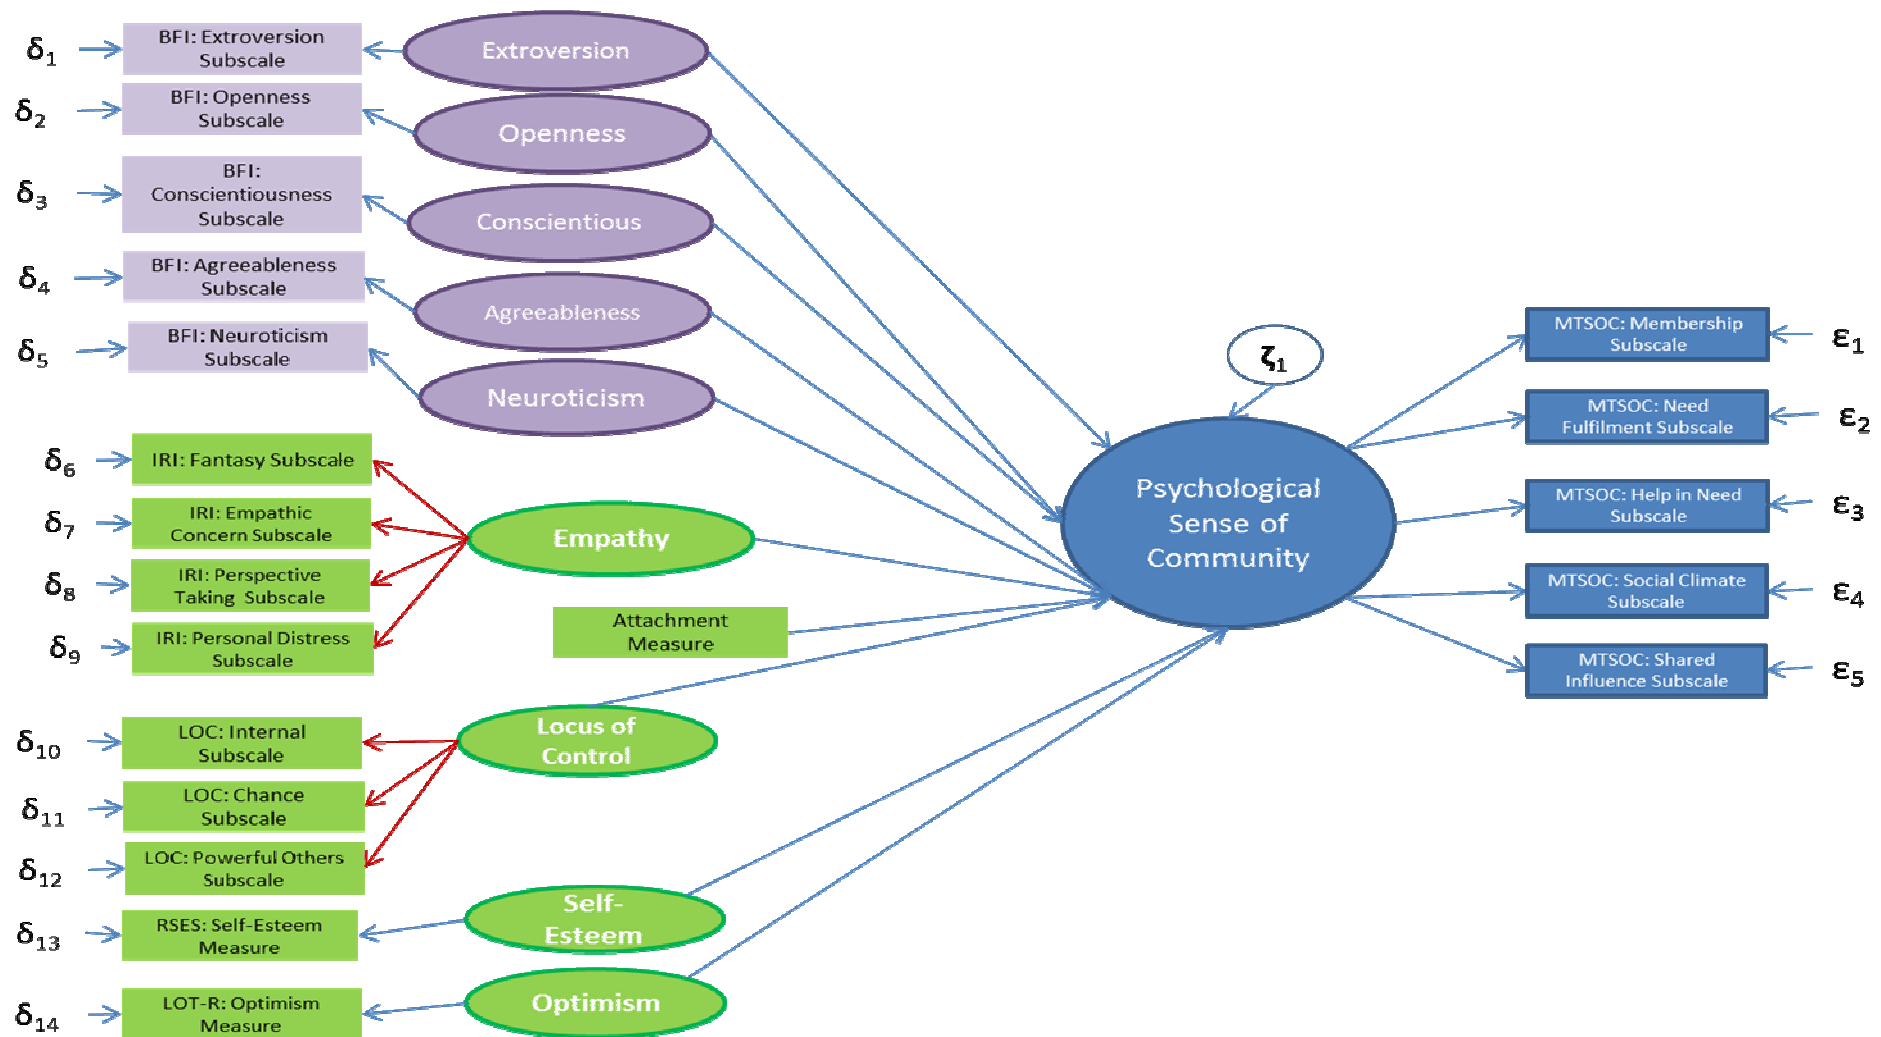 δ1
BFI: Extroversion
Subscale
Extroversion
δ2
BFI: Openness
Subscale
Openness
δ3
BFI:
Conscientiousness
Subscale
Conscientious
δ4
BFI: Agreeableness
Subscale
Agreeableness
δ5
BFI: Neuroticism
Subscale
Neuroticism
δ6
IRI: Fantasy Subscale
δ7
IRI: Empathic
Concern Subscale
Empathy
δ8
IRI: Perspective
Taking Subscale
δ9
IRI: Personal Distress
Subscale
Attachment
Measure
δ10
LOC: Internal
Subscale
Locus of
Control
δ11
LOC: Chance
Subscale
δ12
LOC: Powerful Others
Subscale
δ13
RSES: Self-Esteem
Measure
Self-
Esteem
δ14
LOT-R: Optimism
Measure
Optimism
ζ1
Psychological
Sense of
Community
MTSOC: Membership
Subscale
ε1
MTSOC: Need
Fulfilment Subscale
ε2
MTSOC: Help in Need
Subscale
ε3
MTSOC: Social Climate
Subscale
ε4
MTSOC: Shared
Influence Subscale
ε5